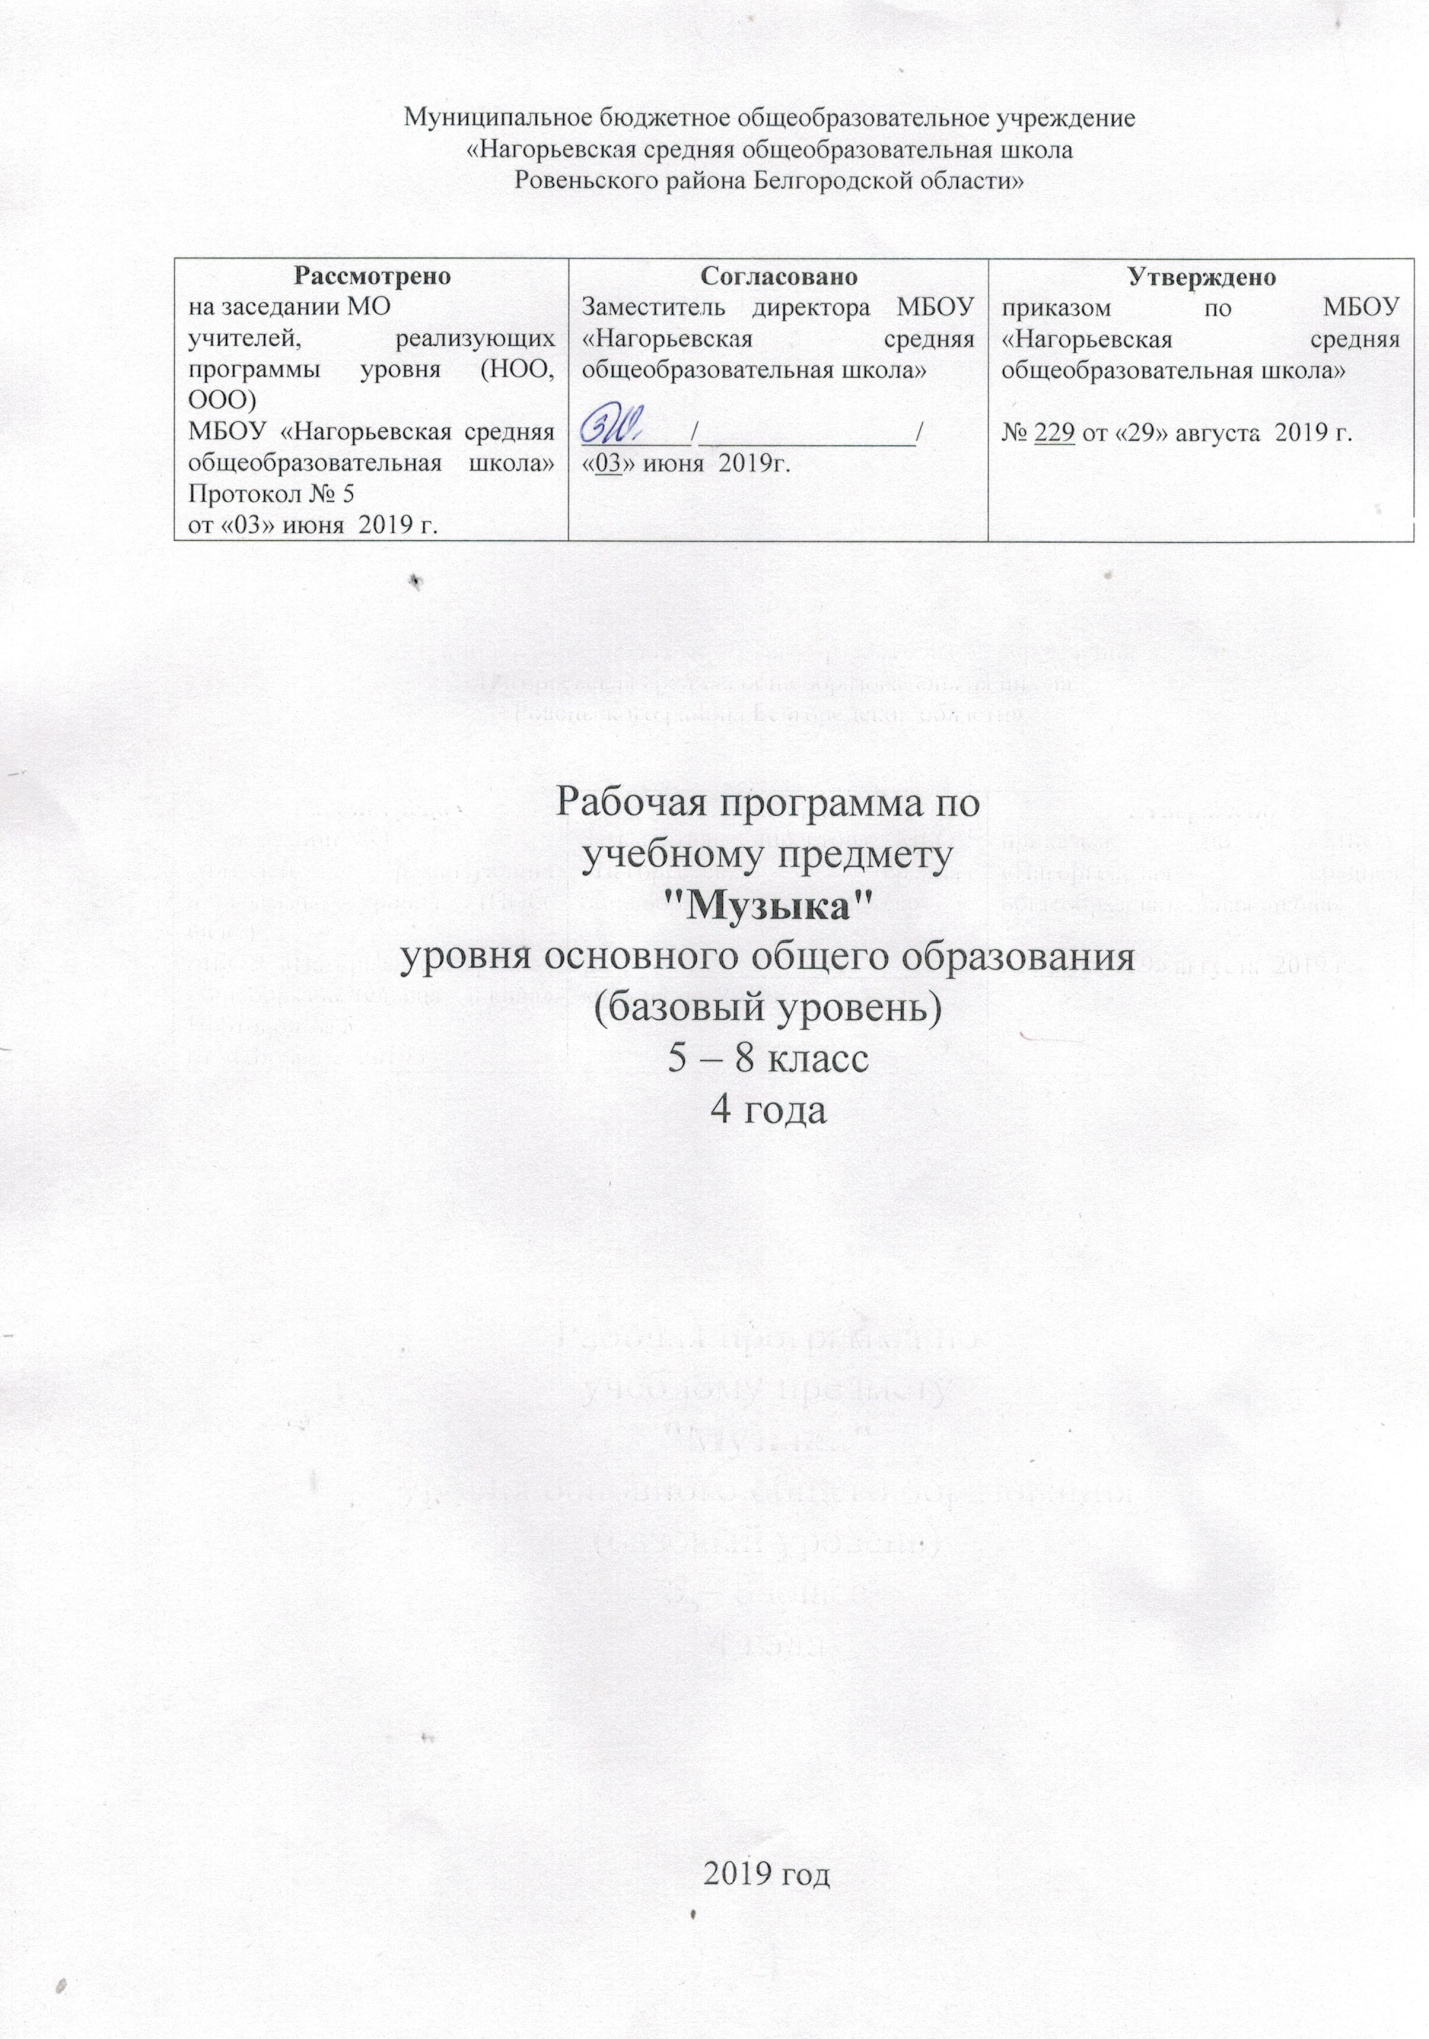 Муниципальное бюджетное общеобразовательное учреждение
«Нагорьевская средняя общеобразовательная школа
Ровеньского района Белгородской области»
Рассмотрено
на заседании МО
учителей, реализующих
программы уровня (НОО,
ООО)
МБОУ «Нагорьевская средняя
общеобразовательная школа»
Протокол № 5
от «03» июня 2019 г.
Согласовано
Заместитель директора МБОУ
«Нагорьевская средняя
общеобразовательная школа»
________/________________/
«03» июня 2019г.
Утверждено
приказом по МБОУ
«Нагорьевская средняя
общеобразовательная школа»
№ 229 от «29» августа 2019 г.
Рабочая программа по
учебному предмету
"Музыка"
уровня основного общего образования
(базовый уровень)
5 – 8 класс
4 года
2019 год